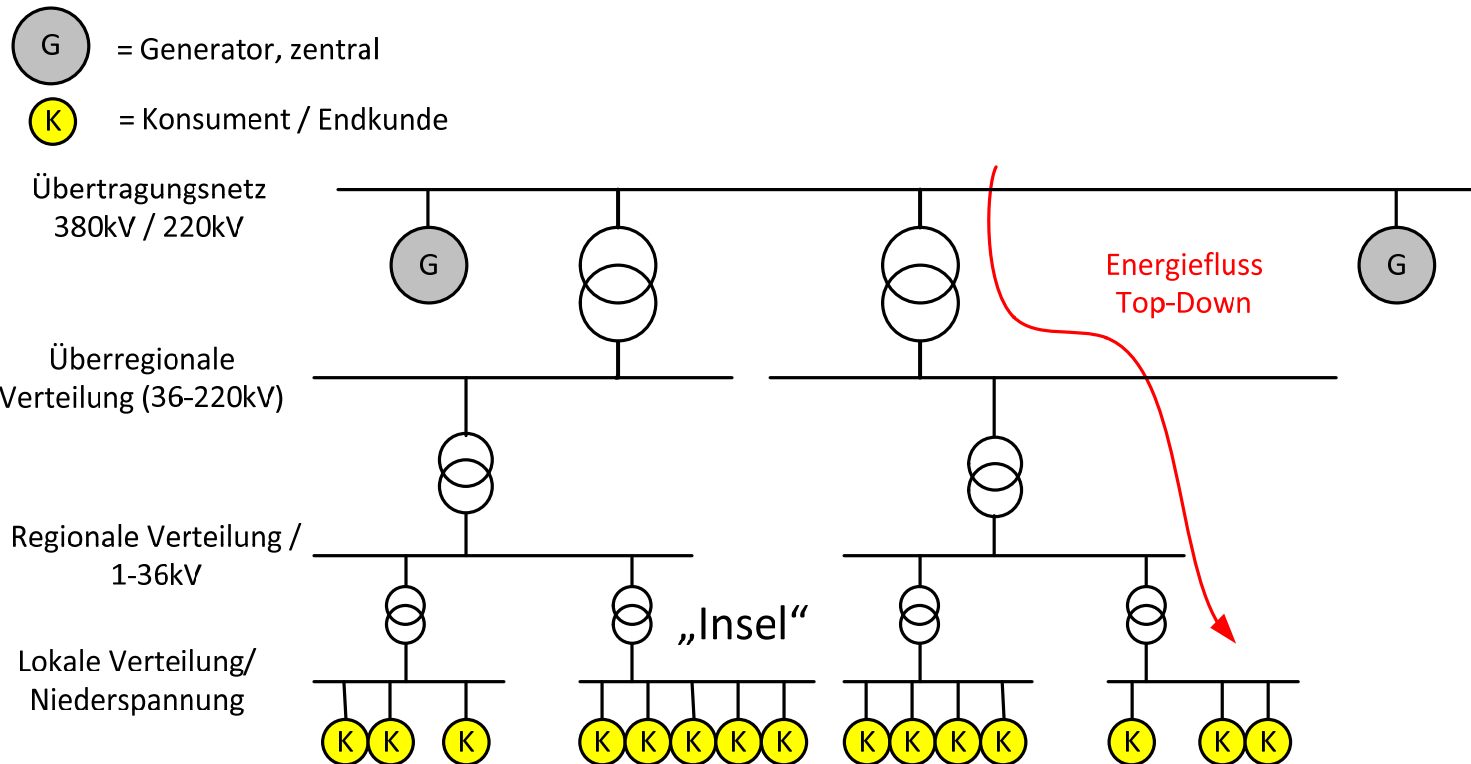 G = Generator, zentral
K = Konsument / Endkunde
Übertragungsnetz
380kV / 220kV
G
G
Energiefluss
Top-Down
Überregionale
Verteilung (36-220kV)
Regionale Verteilung /
1-36kV
„Insel“
Lokale Verteilung/
Niederspannung
K K K K K K K K K K K K K K K